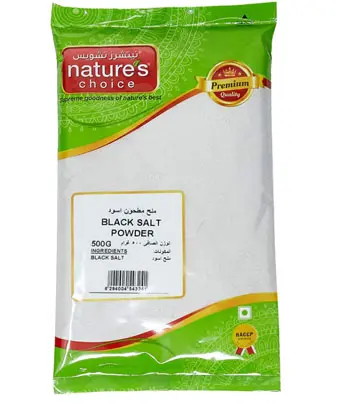 نيتشرز تشويس
nature's
choice
supreme goodness of nature's best
Premium
Quality
ملح مطحون اسود
BLACK SALT
POWDER
500G الوزن الصافي ٥٠٠ غرام
INGREDIENTS المكونات
BLACK SALT ملح اسود
HACCP